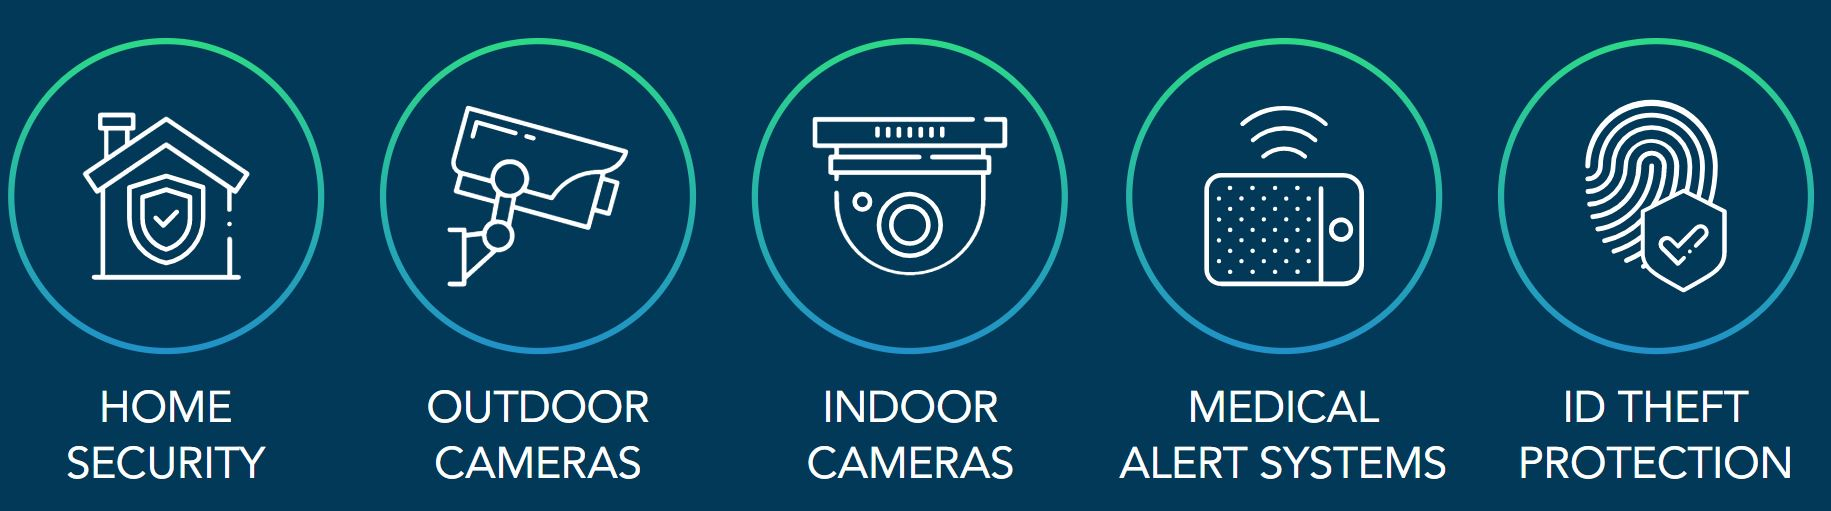 HOME
SECURITY
OUTDOOR
CAMERAS
INDOOR
CAMERAS
MEDICAL
ALERT SYSTEMS
ID THEFT
PROTECTION